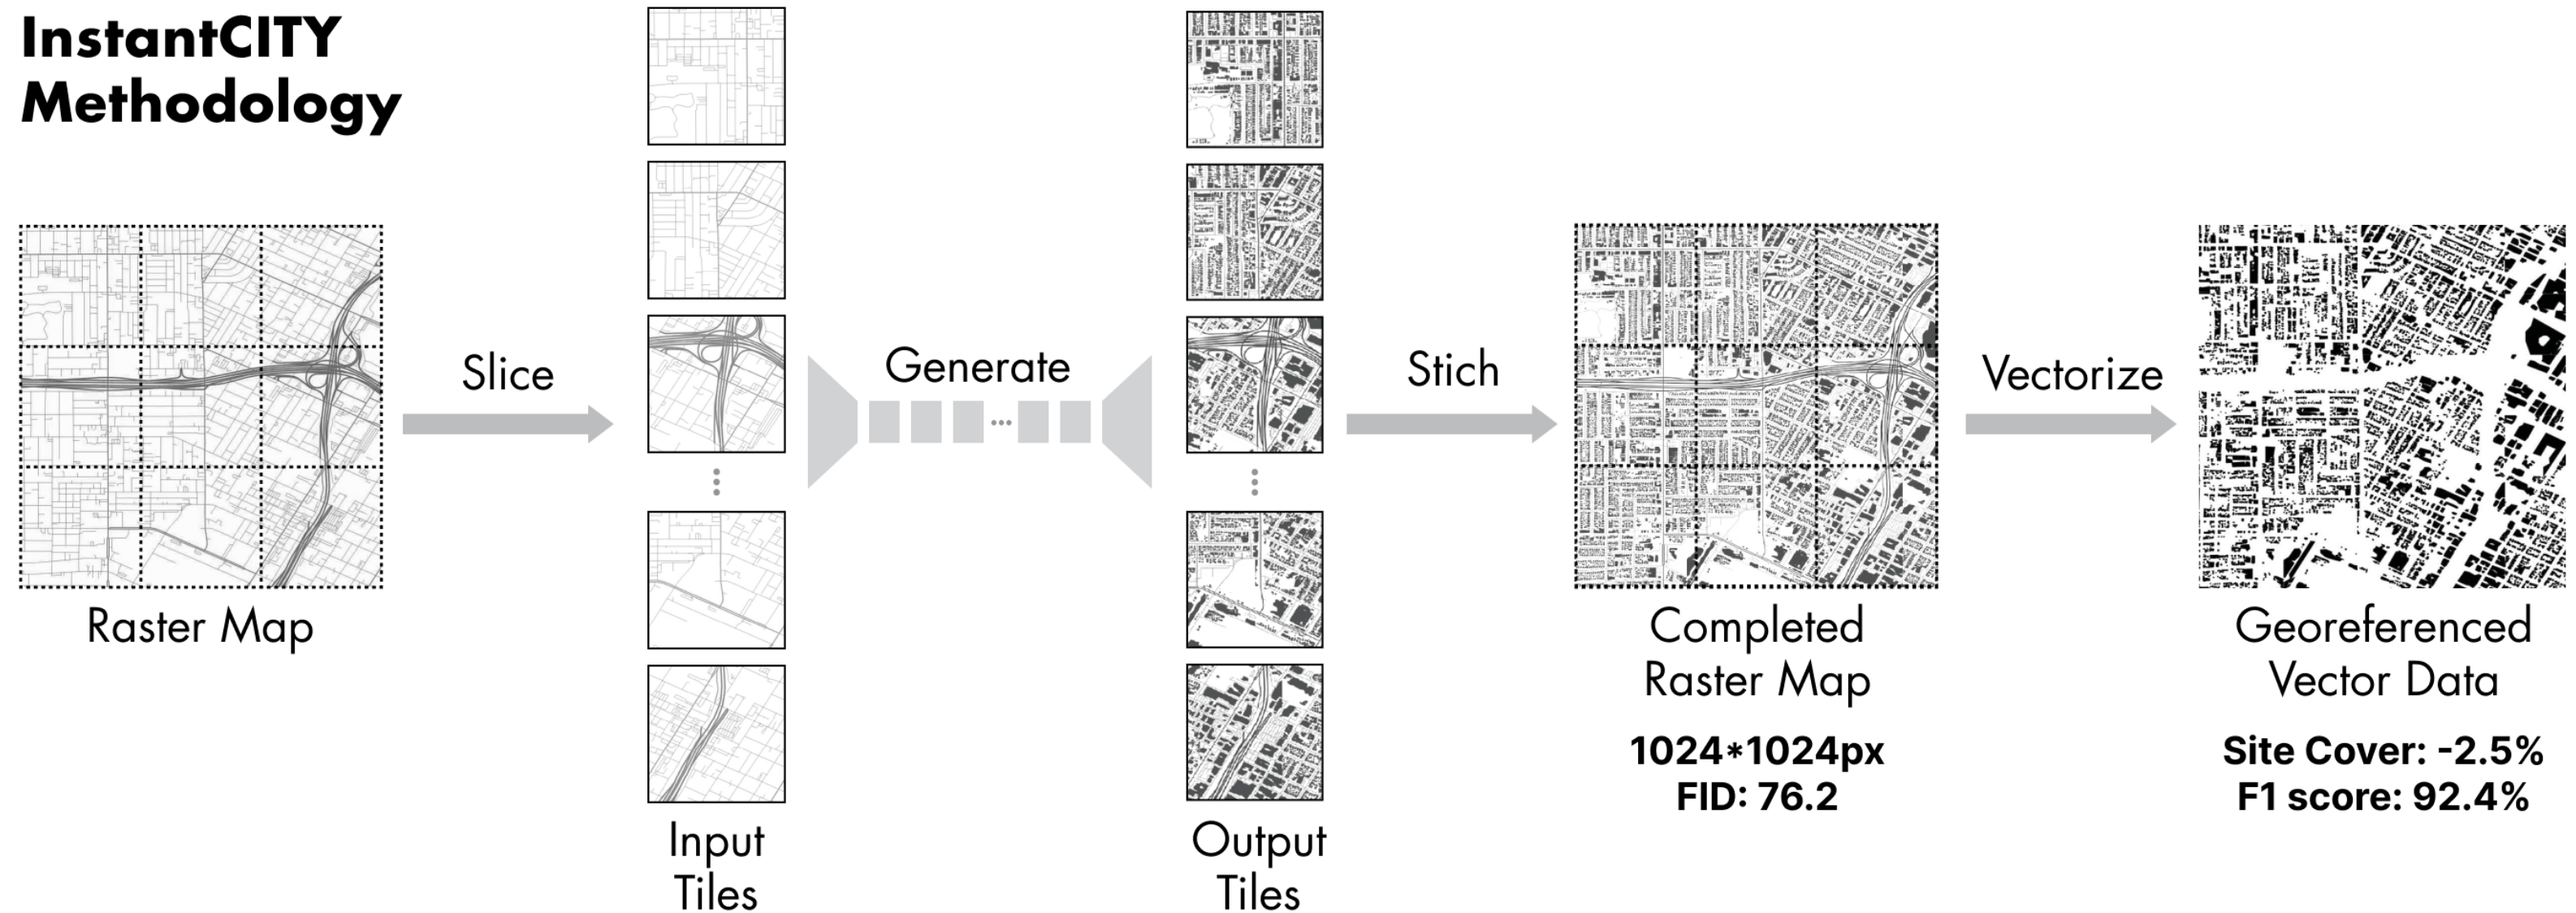 InstantCITY
Methodology
Raster Map
Slice
Input
Tiles
Generate
Output
Tiles
Stich
Completed
Raster Map
1024*1024px
FID: 76.2
Vectorize
Georeferenced
Vector Data
Site Cover: -2.5%
F1 score: 92.4%